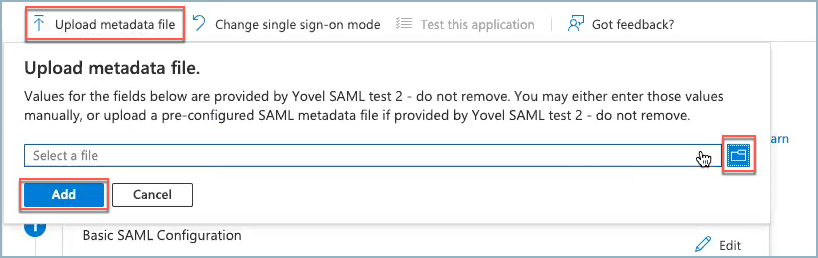 Upload metadata file Change single sign-on mode Test this application Got feedback?
Upload metadata file.
Values for the fields below are provided by Yovel SAML test 2 - do not remove. You may either enter those values
manually, or upload a pre-configured SAML metadata file if provided by Yovel SAML test 2 - do not remove.
arn
Select a file
Add Cancel
1
Basic SAML Configuration
Edit